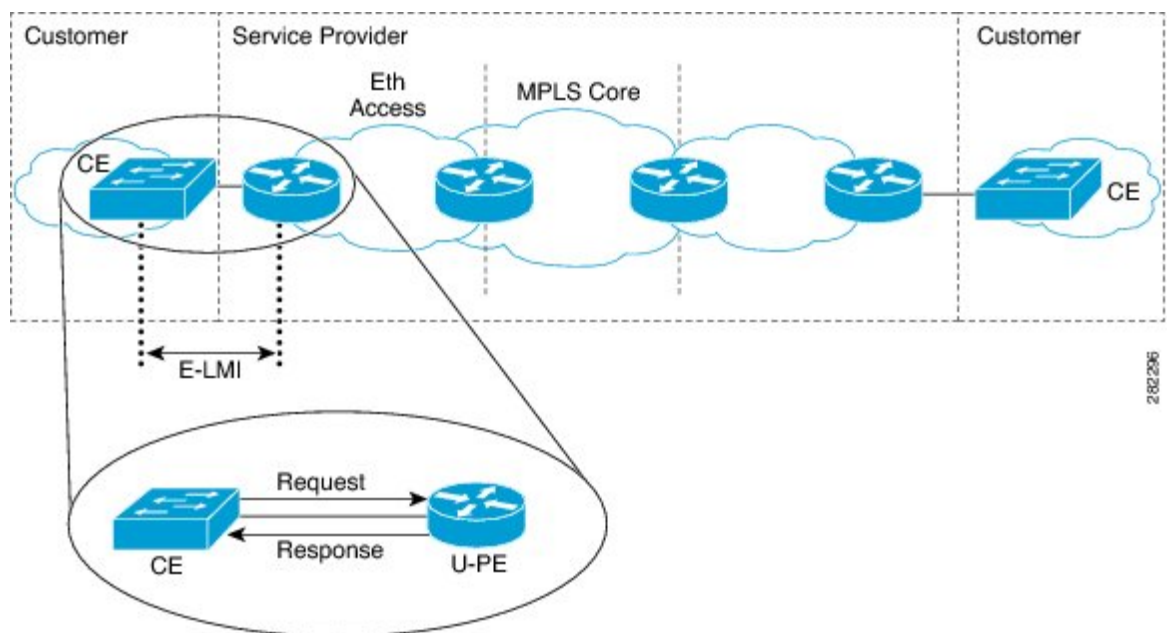 Customer
Service Provider
Customer
Eth
Access
MPLS Core
CE
CE
E-LMI
282296
Request
Response
CE
U-PE